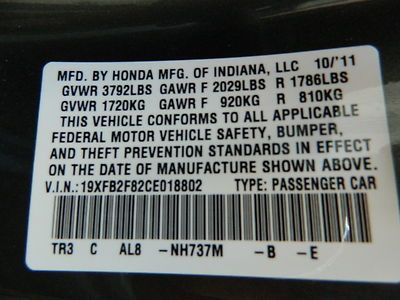 MFD. BY HONDA MFG. OF INDIANA, LLC 10/'11
GVWR 3792LBS GAWR F 2029LBS R 1786LBS
GVWR 1720KG GAWR F 920KG R 810KG
THIS VEHICLE CONFORMS TO ALL APPLICABLE
FEDERAL MOTOR VEHICLE SAFETY, BUMPER,
AND THEFT PREVENTION STANDARDS IN EFFECT
ON THE DATE OF MANUFACTURE SHOWN ABOVE.
V.I.N.: 19XFB2F82CE018802 TYPE: PASSENGER CAR
TR3 C AL8 -NH737M -B -E